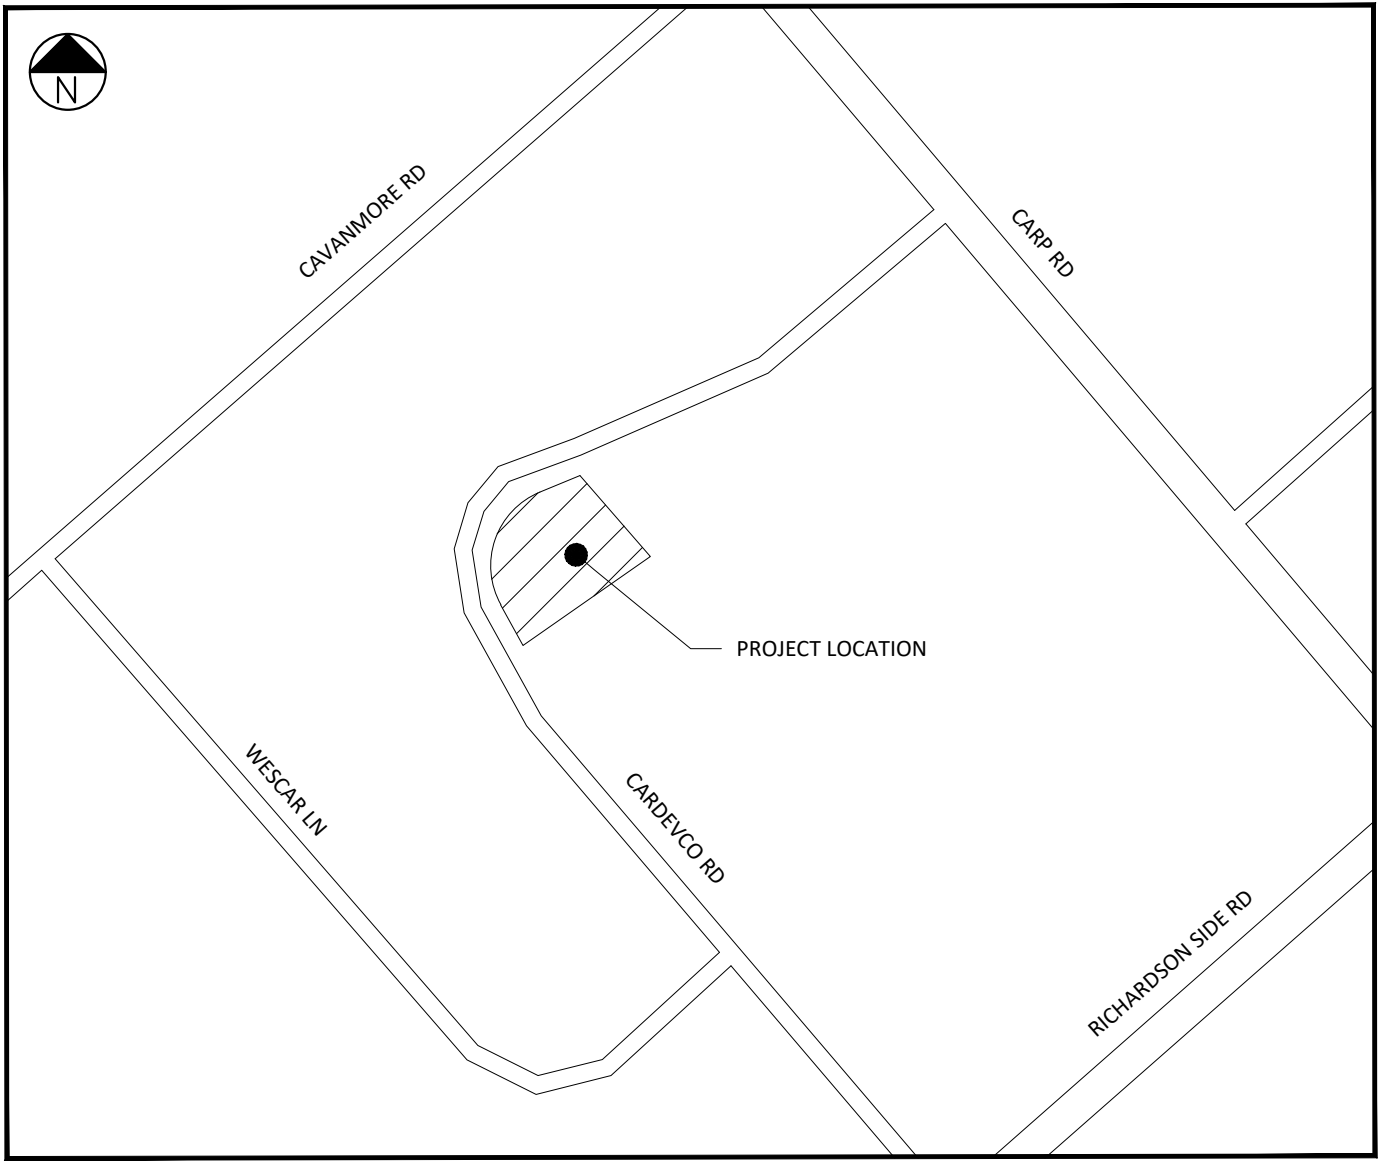 N
CAVANMORE RD
CARP RD
PROJECT LOCATION
WESCAR LN
CARDEVCO RD
RICHARDSON SIDE RD